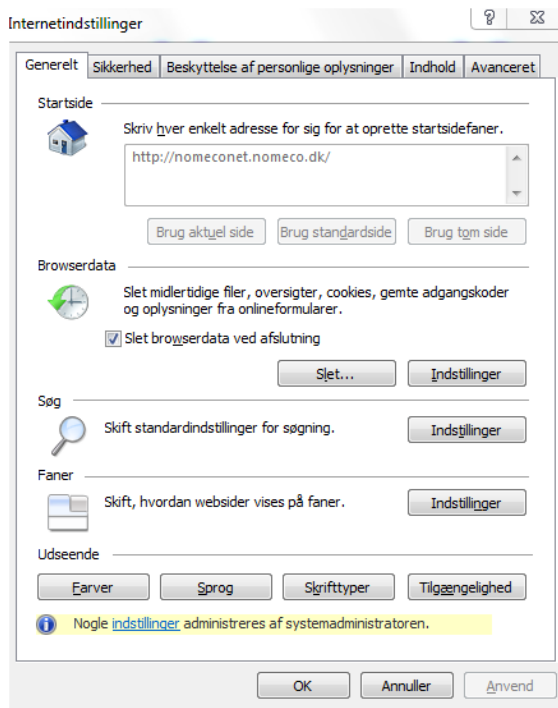 Internetindstillinger
Generelt Sikkerhed Beskyttelse af personlige oplysninger Indhold Avanceret
Startside
Skriv hver enkelt adresse for sig for at oprette startsidefaner.
http://nomeconet.nomeco.dk/
Brug aktuel side Brug standardside Brug tom side
Browserdata
Slet midlertidige filer, oversigter, cookies, gemte adgangskoder
og oplysninger fra onlineformularer.
Slet browserdata ved afslutning
Slet... Indstillinger
Søg
Skift standardindstillinger for søgning.
Indstillinger
Faner
Skift, hvordan websider vises på faner.
Indstillinger
Udseende
Farver Sprog Skrifttyper Tilgængelighed
Nogle indstillinger administreres af systemadministratoren.
OK Annuller Anvend